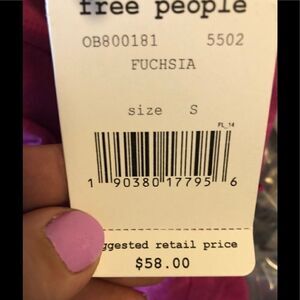 free people
OB800181 5502
FUCHSIA
size S
FL_14
1 90380 17795 6
ggested retail price
$58.00